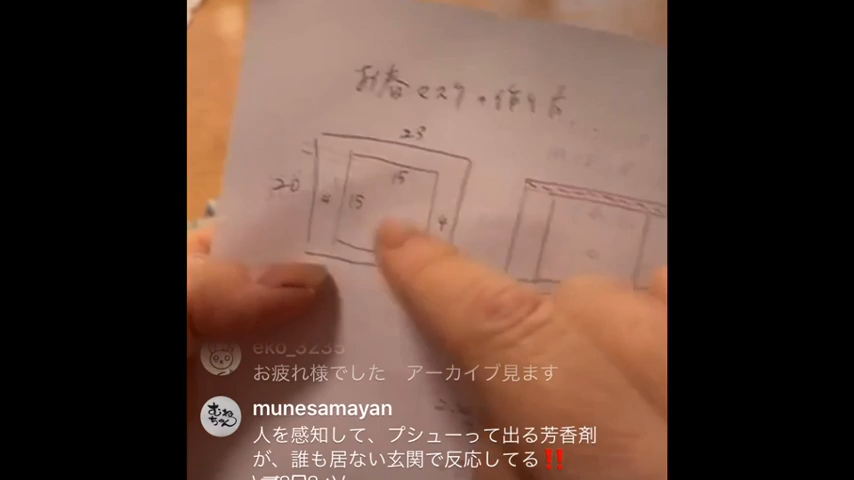 お春マスクの作り方
23
20
15
4
15
4
eko_3235
お疲れ様でした　アーカイブ見ます
munesamayan
人を感知して、プシューって出る芳香剤
が、誰も居ない玄関で反応してる‼️